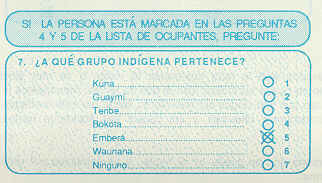 SI LA PERSONA ESTÁ MARCADA EN LAS PREGUNTAS
4 Y 5 DE LA LISTA DE OCUPANTES, PREGUNTE:
7. ¿A QUÉ GRUPO INDÍGENA PERTENECE?
Kuna 1
Guaymí 2
Teribe 3
Bokota 4
Emberá 5
Waunana 6
Ninguno 7